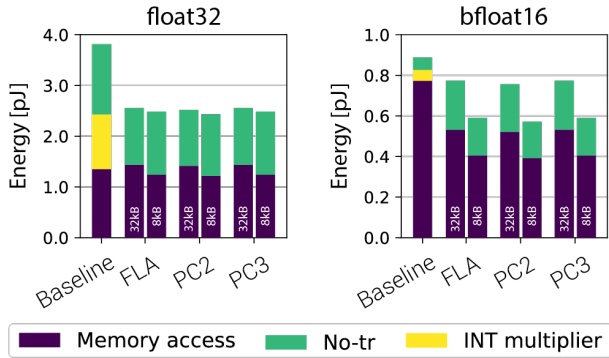 float32
bfloat16
Energy [pJ]
4.0
3.0
2.0
1.0
0.0
32kB
8kB
32kB
8kB
32kB
8kB
Baseline
FLA
PC2
PC3
Energy [pJ]
1.0
0.8
0.6
0.4
0.2
0.0
32kB
8kB
32kB
8kB
32kB
8kB
Baseline
FLA
PC2
PC3
Memory access
No-tr
INT multiplier